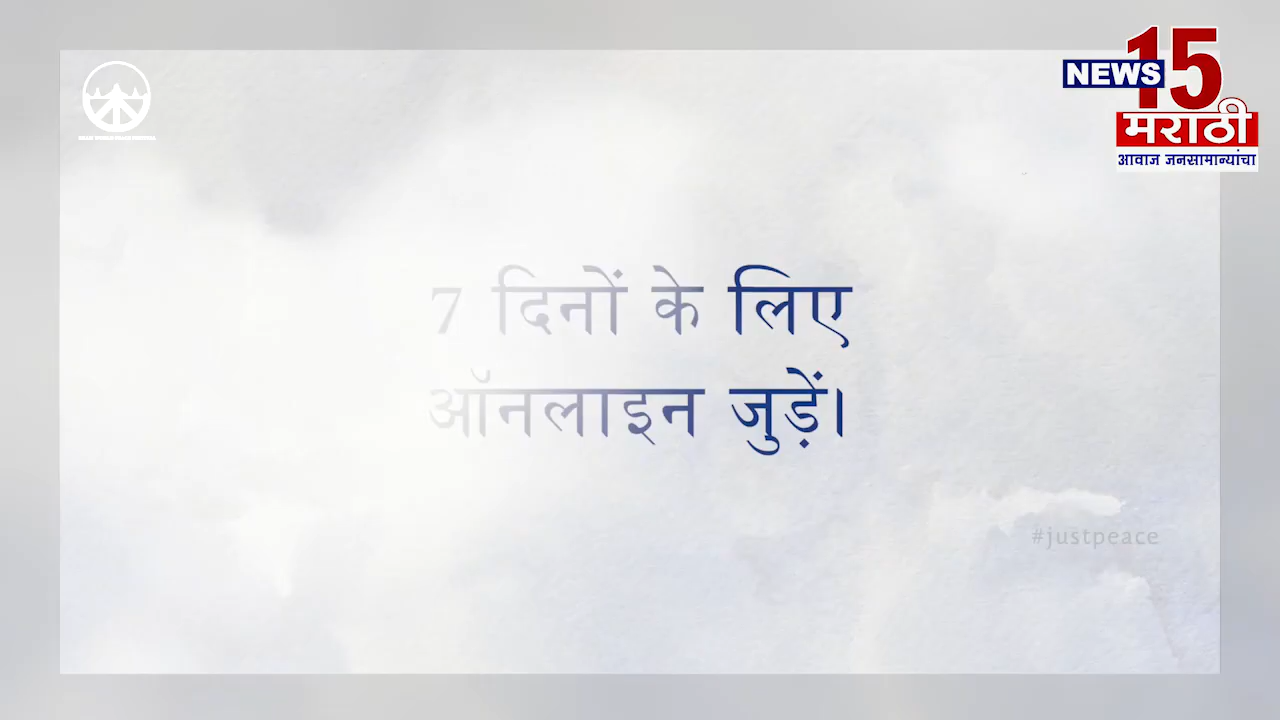 NEWS 15
मराठी
आवाज जनसामान्यांचा
7 दिनों के लिए
ऑनलाइन जुड़ें।
#justpeace